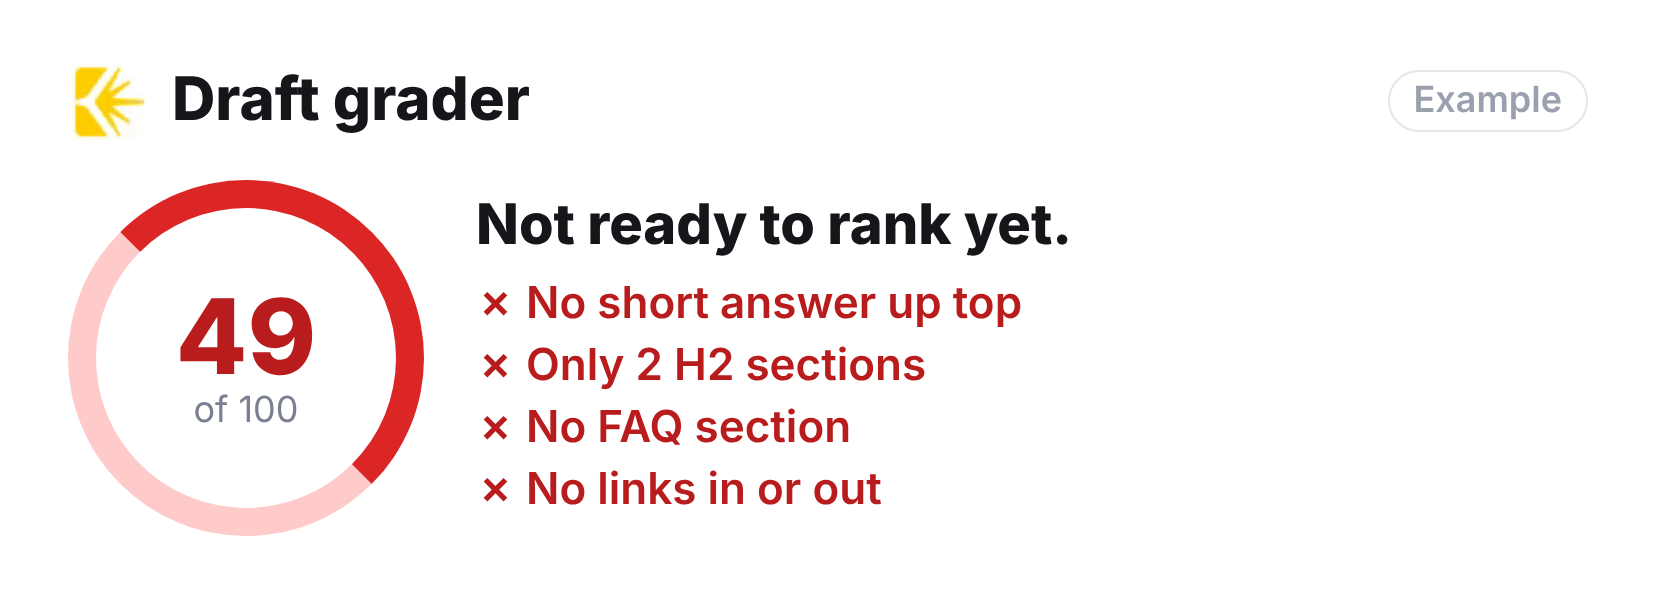 Draft grader
Example
49
of 100
Not ready to rank yet.
× No short answer up top
× Only 2 H2 sections
× No FAQ section
× No links in or out